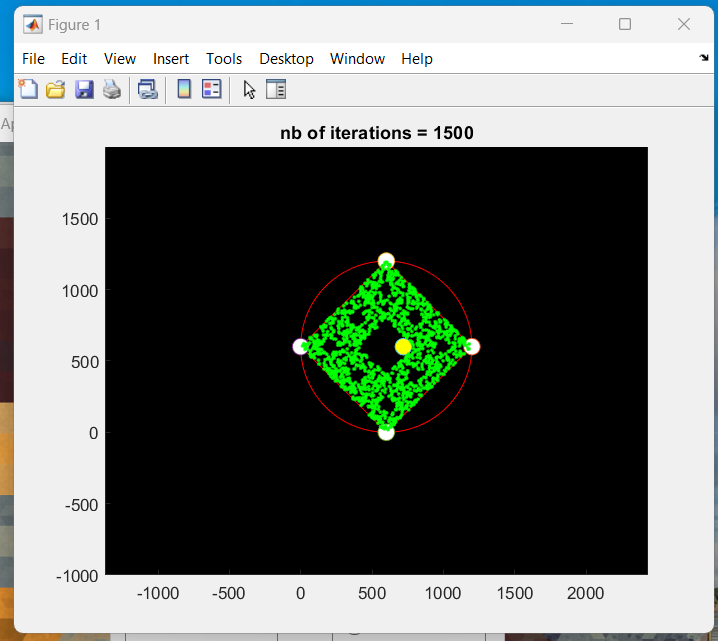 Figure 1
File Edit View Insert Tools Desktop Window Help
Ap
nb of iterations = 1500
1500
1000
500
0
-500
-1000
-1000 -500 0 500 1000 1500 2000